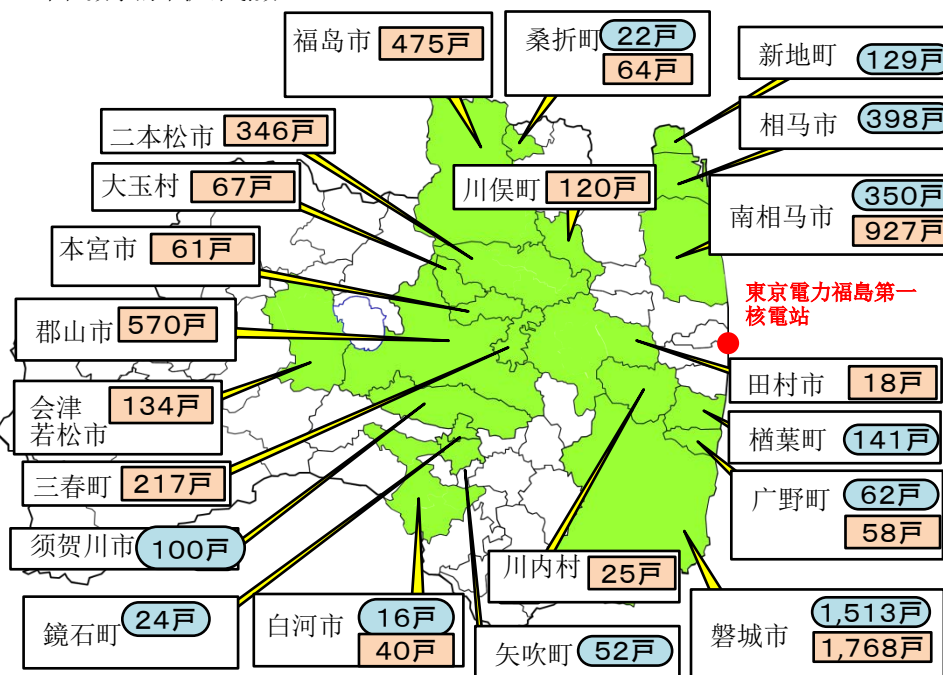 福島市 475戸
桑折町 22戸
64戸
新地町 129戸
二本松市 346戸
相马市 398戸
大玉村 67戸
川俣町 120戸
南相马市 350戸
927戸
本宮市 61戸
東京電力福島第一
核電站
郡山市 570戸
田村市 18戸
会津
若松市
134戸
楢葉町 141戸
三春町 217戸
广野町 62戸
58戸
须贺川市 100戸
川内村 25戸
鏡石町 24戸
白河市 16戸
40戸
矢吹町 52戸
磐城市 1,513戸
1,768戸